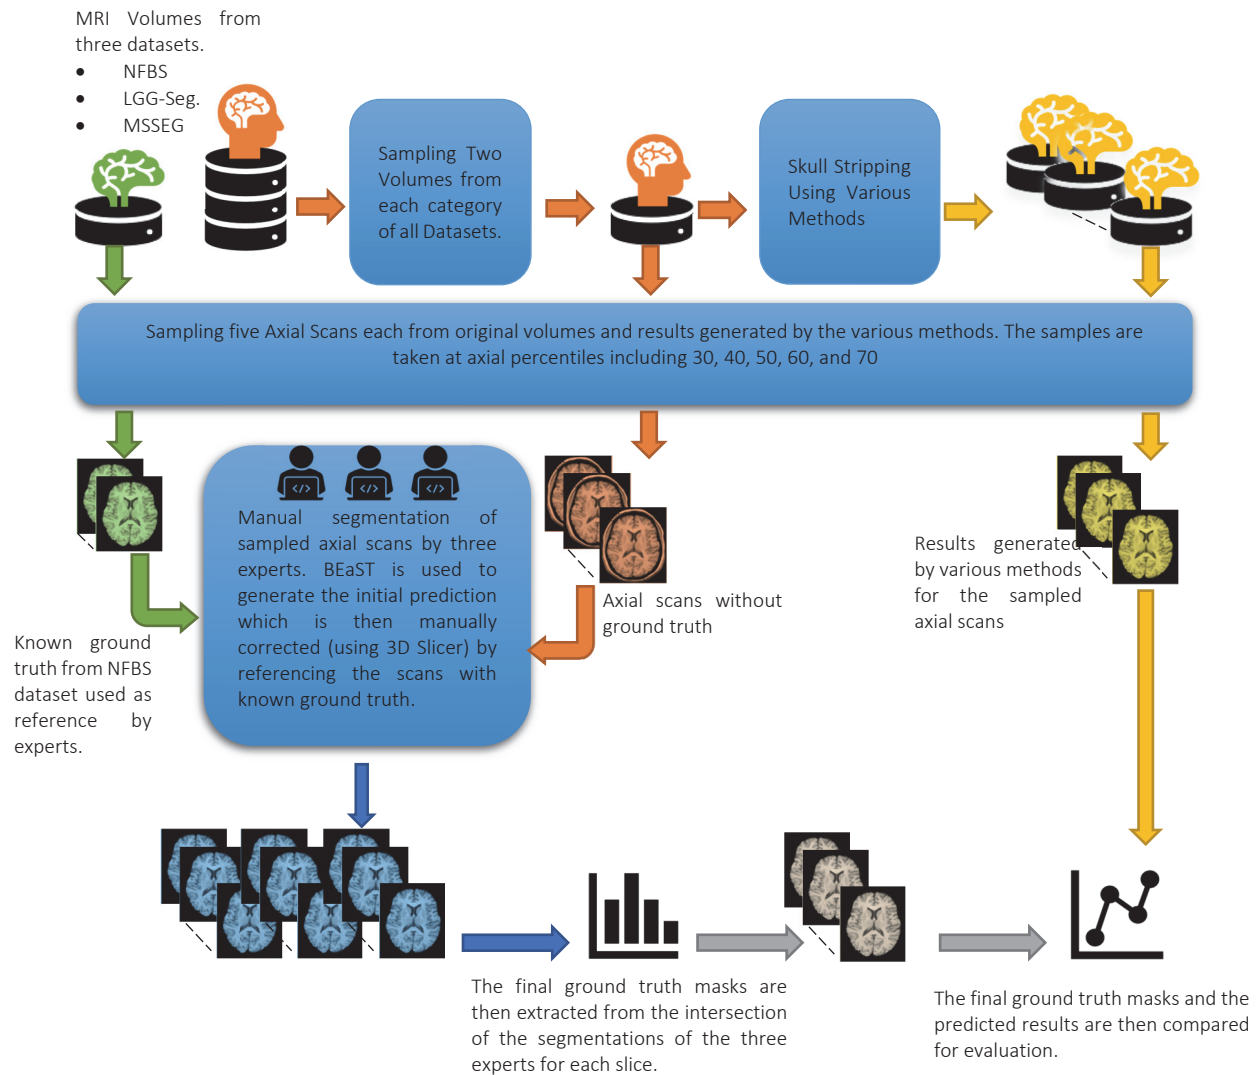 MRI Volumes from
three datasets.
• NFBS
• LGG-Seg.
• MSSEG
Sampling Two
Volumes from
each category
of all Datasets.
Skull Stripping
Using Various
Methods
Sampling five Axial Scans each from original volumes and results generated by the various methods. The samples are
taken at axial percentiles including 30, 40, 50, 60, and 70
Manual segmentation of
sampled axial scans by three
experts. BEaST is used to
generate the initial prediction
which is then manually
corrected (using 3D Slicer) by
referencing the scans with
known ground truth.
Known ground
truth from NFBS
dataset used as
reference by
experts.
Axial scans without
ground truth
Results generated
by various methods
for the sampled
axial scans
The final ground truth masks are
then extracted from the intersection
of the segmentations of the three
experts for each slice.
The final ground truth masks and the
predicted results are then compared
for evaluation.